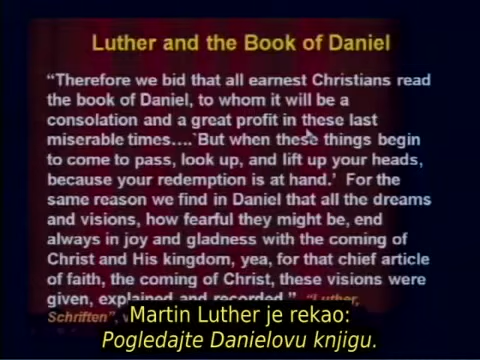 Luther and the Book of Daniel
“Therefore we bid that all earnest Christians read
the book of Daniel, to whom it will be a
consolation and a great profit in these last
miserable times….`But when these things begin
to come to pass, look up, and lift up your heads,
because your redemption is at hand.’ For the
same reason we find in Daniel that all the dreams
and visions, how fearful they might be, end
always in joy and gladness with the coming of
Christ and His kingdom, yea, for that chief article
of faith, the coming of Christ, these visions were
given, explained and recorded.” “Luther,
Schriften”,
Martin Luther je rekao:
Pogledajte Danielovu knjigu.